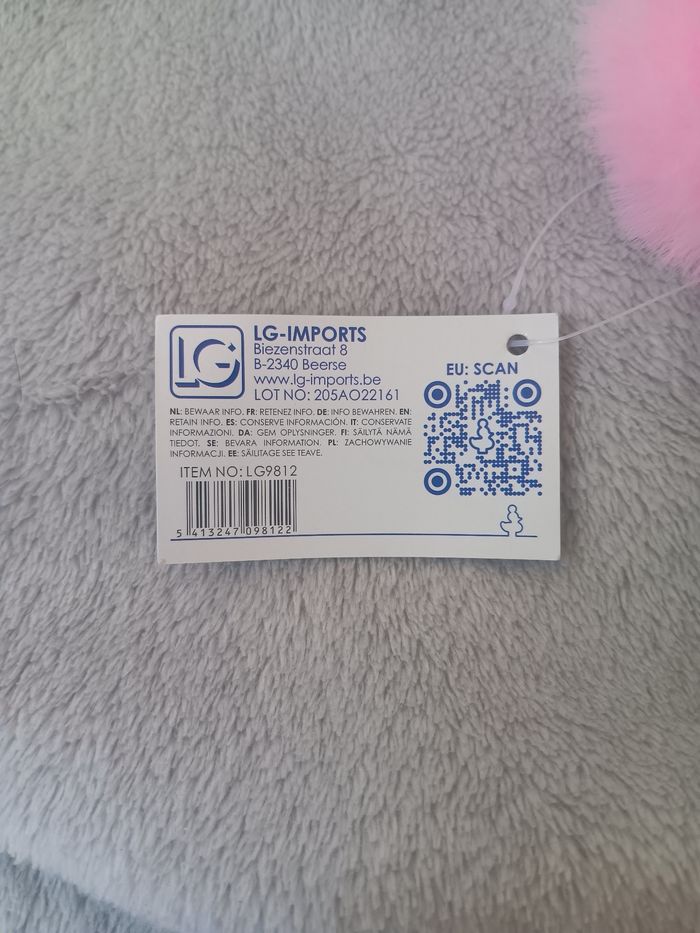 LG
LG-IMPORTS
Biezenstraat 8
B-2340 Beerse
www.lg-imports.be
LOT NO: 205AO22161
EU: SCAN
NL: BEWAAR INFO. FR: RETENEZ INFO. DE: INFO BEWAHREN. EN:
RETAIN INFO. ES: CONSERVE INFORMACIÓN. IT: CONSERVATE
INFORMAZIONI. DA: GEM OPLYSNINGER. FI: SÄILYTÄ NÄMÄ
TIEDOT. SE: BEVARA INFORMATION. PL: ZACHOWYWANIE
INFORMACJI. EE: SÄILITAGE SEE TEAVE.
ITEM NO: LG9812
5 413247 098122